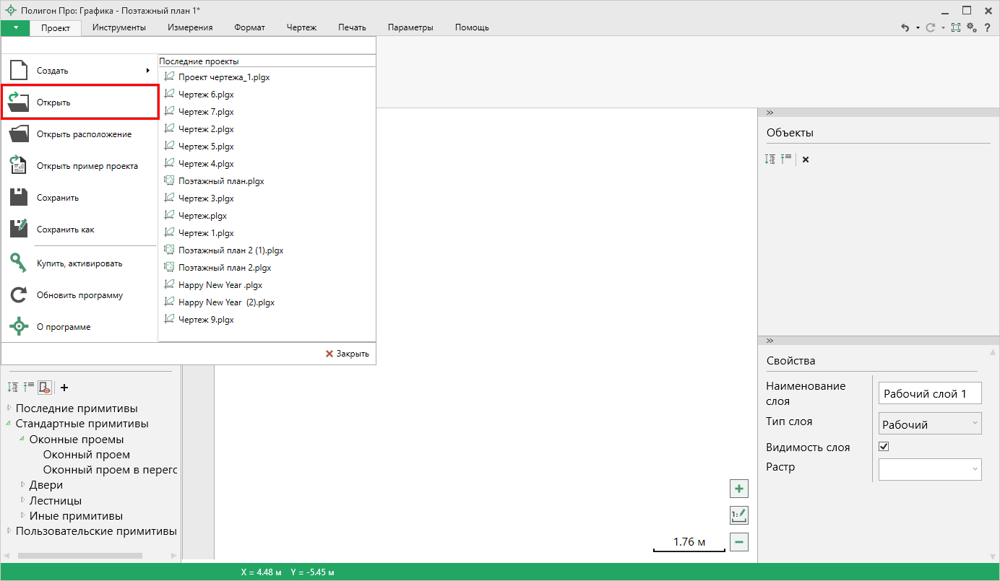 Полигон Про: Графика - Поэтажный план 1*
Проект Инструменты Измерения Формат Чертеж Печать Параметры Помощь
Создать
Открыть
Открыть расположение
Открыть пример проекта
Сохранить
Сохранить как
Купить, активировать
Обновить программу
О программе
Последние проекты
Проект чертежа_1.plgx
Чертеж 6.plgx
Чертеж 7.plgx
Чертеж 2.plgx
Чертеж 5.plgx
Чертеж 4.plgx
Поэтажный план.plgx
Чертеж 3.plgx
Чертеж.plgx
Чертеж 1.plgx
Поэтажный план 2 (1).plgx
Поэтажный план 2.plgx
Happy New Year .plgx
Happy New Year  (2).plgx
Чертеж 9.plgx
Закрыть
Последние примитивы
Стандартные примитивы
Оконные проемы
Оконный проем
Оконный проем в перего
Двери
Лестницы
Иные примитивы
Пользовательские примитивы
1:
1.76 м
Объекты
Свойства
Наименование
слоя
Рабочий слой 1
Тип слоя
Рабочий
Видимость слоя
Растр
X = 4.48 м Y = -5.45 м